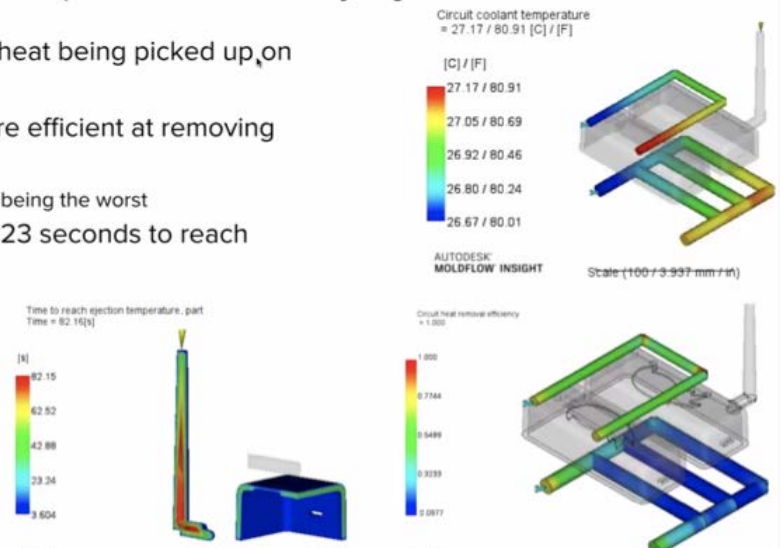 heat being picked up on
re efficient at removing
being the worst
23 seconds to reach
Circuit coolant temperature
= 27.17 / 80.91 [C] / [F]
[C] / [F]
27.17 / 80.91
27.05 / 80.69
26.92 / 80.46
26.80 / 80.24
26.67 / 80.01
AUTODESK
MOLDFLOW INSIGHT
Scale (100 / 3.937 mm / in)
Time to reach ejection temperature, part
Time = 82.16[s]
[s]
82.15
62.52
42.88
23.24
3.604
Circuit heat removal efficiency
= 1.000
1.000
0.7744
0.5489
0.3233
0.0977